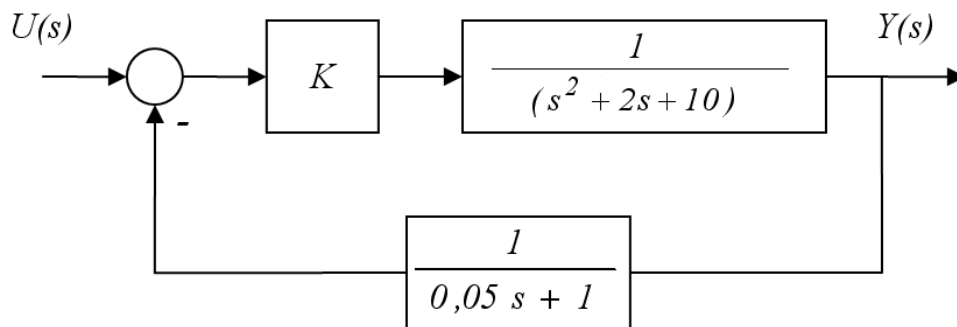 U(s)
Y(s)
K
1
(s² + 2s + 10)
-
1
0,05 s + 1